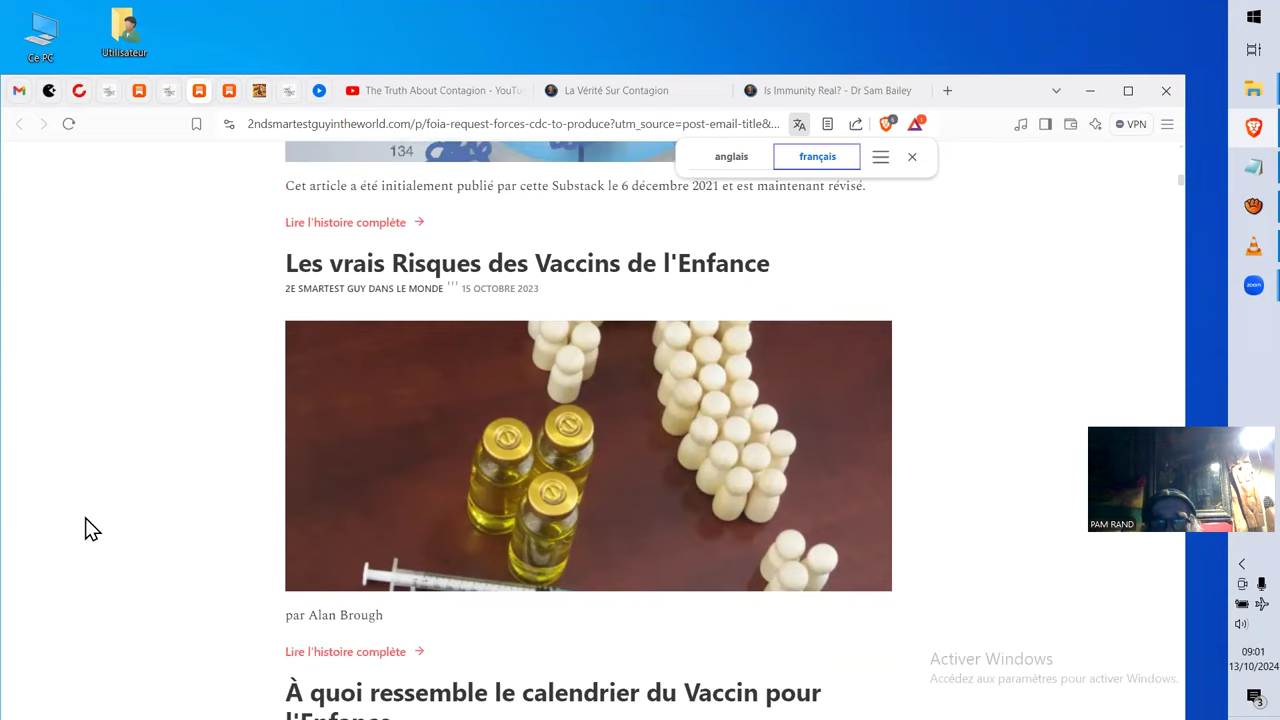 Ce PC
Utilisateur
The Truth About Contagion - YouTu
La Vérité Sur Contagion
Is Immunity Real? - Dr Sam Bailey
2ndsmartestguyintheworld.com/p/foia-request-forces-cdc-to-produce?utm_source=post-email-title&...
VPN
anglais
français
134
Cet article a été initialement publié par cette Substack le 6 décembre 2021 et est maintenant révisé.
Lire l'histoire complète →
Les vrais Risques des Vaccins de l'Enfance
2E SMARTEST GUY DANS LE MONDE ''' 15 OCTOBRE 2023
par Alan Brough
Lire l'histoire complète →
À quoi ressemble le calendrier du Vaccin pour
l'Enfance
PAM RAND
zoom
Activer Windows
Accédez aux paramètres pour activer Windows.
09:01
13/10/2024
3